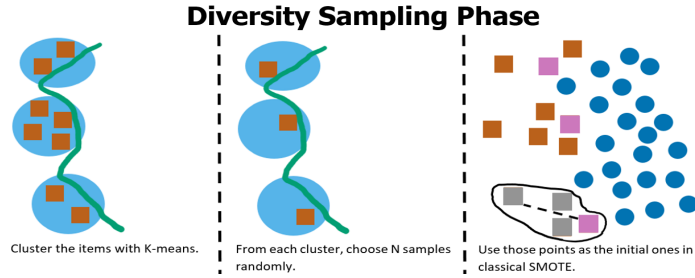 Diversity Sampling Phase
Cluster the items with K-means.
From each cluster, choose N samples
randomly.
Use those points as the initial ones in
classical SMOTE.